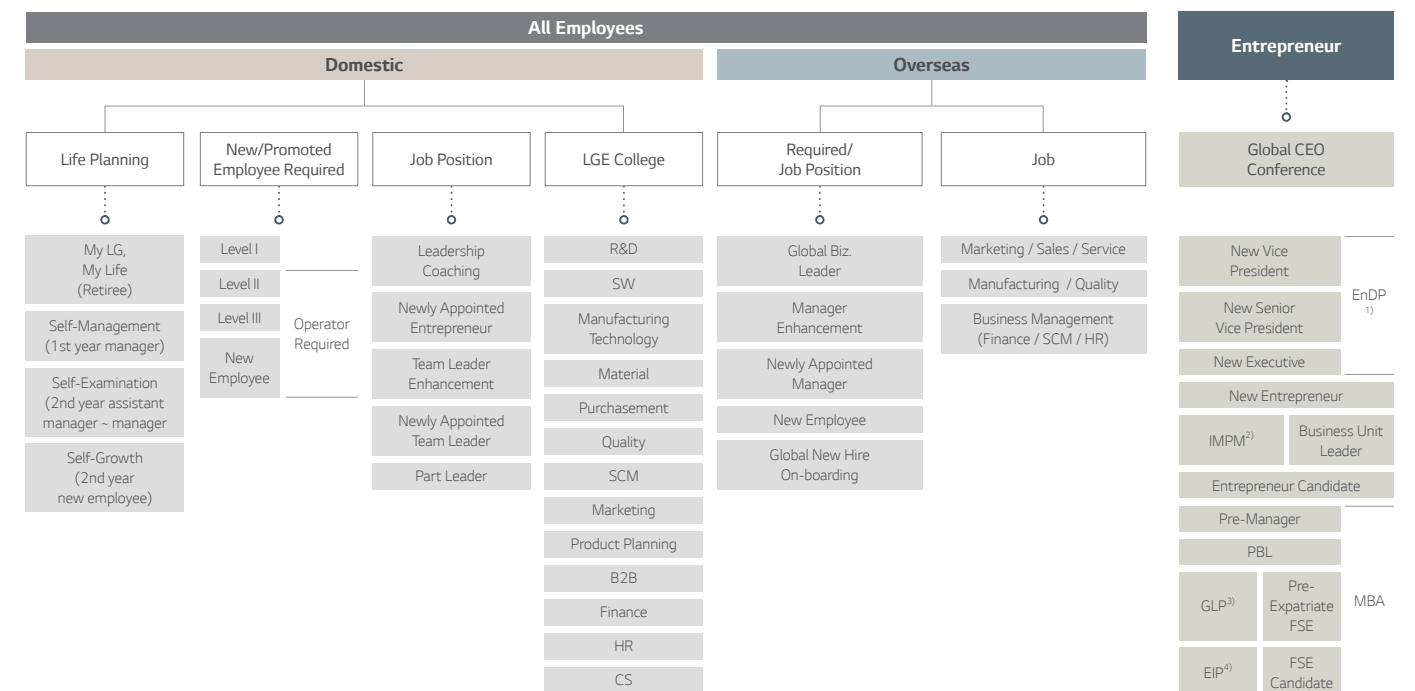 All Employees
Entrepreneur
Domestic
Overseas
Life Planning
New/Promoted
Employee Required
Job Position
LGE College
Required/
Job Position
Job
Global CEO
Conference
My LG,
My Life
(Retiree)
Self-Management
(1st year manager)
Self-Examination
(2nd year assistant
manager ~ manager
Self-Growth
(2nd year
new employee)
Level I
Level II
Level III
New
Employee
Operator
Required
Leadership
Coaching
Newly Appointed
Entrepreneur
Team Leader
Enhancement
Newly Appointed
Team Leader
Part Leader
R&D
SW
Manufacturing
Technology
Material
Purchasement
Quality
SCM
Marketing
Product Planning
B2B
Finance
HR
CS
Global Biz.
Leader
Manager
Enhancement
Newly Appointed
Manager
New Employee
Global New Hire
On-boarding
Marketing / Sales / Service
Manufacturing / Quality
Business Management
(Finance / SCM / HR)
New Vice
President
New Senior
Vice President
New Executive
EnDP
1)
New Entrepreneur
IMPM2)
Business Unit
Leader
Entrepreneur Candidate
Pre-Manager
PBL
GLP3)
Pre-
Expatriate
FSE
EIP4)
FSE
Candidate
MBA